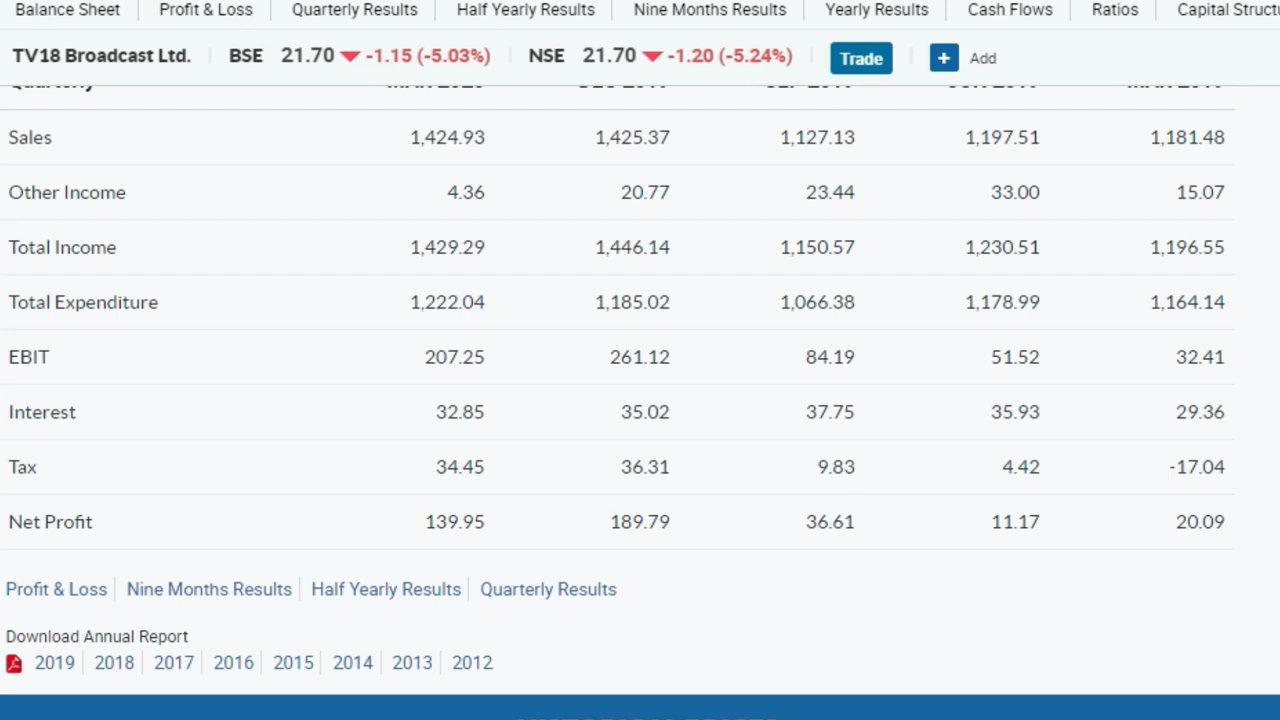 Balance Sheet Profit & Loss Quarterly Results Half Yearly Results Nine Months Results Yearly Results Cash Flows Ratios Capital
TV18 Broadcast Ltd. BSE 21.70 -1.15 (-5.03%) NSE 21.70 -1.20 (-5.24%) Trade + Add
Quarterly
Sales 1,424.93 1,425.37 1,127.13 1,197.51 1,181.48
Other Income 4.36 20.77 23.44 33.00 15.07
Total Income 1,429.29 1,446.14 1,150.57 1,230.51 1,196.55
Total Expenditure 1,222.04 1,185.02 1,066.38 1,178.99 1,164.14
EBIT 207.25 261.12 84.19 51.52 32.41
Interest 32.85 35.02 37.75 35.93 29.36
Tax 34.45 36.31 9.83 4.42 -17.04
Net Profit 139.95 189.79 36.61 11.17 20.09
Profit & Loss Nine Months Results Half Yearly Results Quarterly Results
Download Annual Report
2019 2018 2017 2016 2015 2014 2013 2012